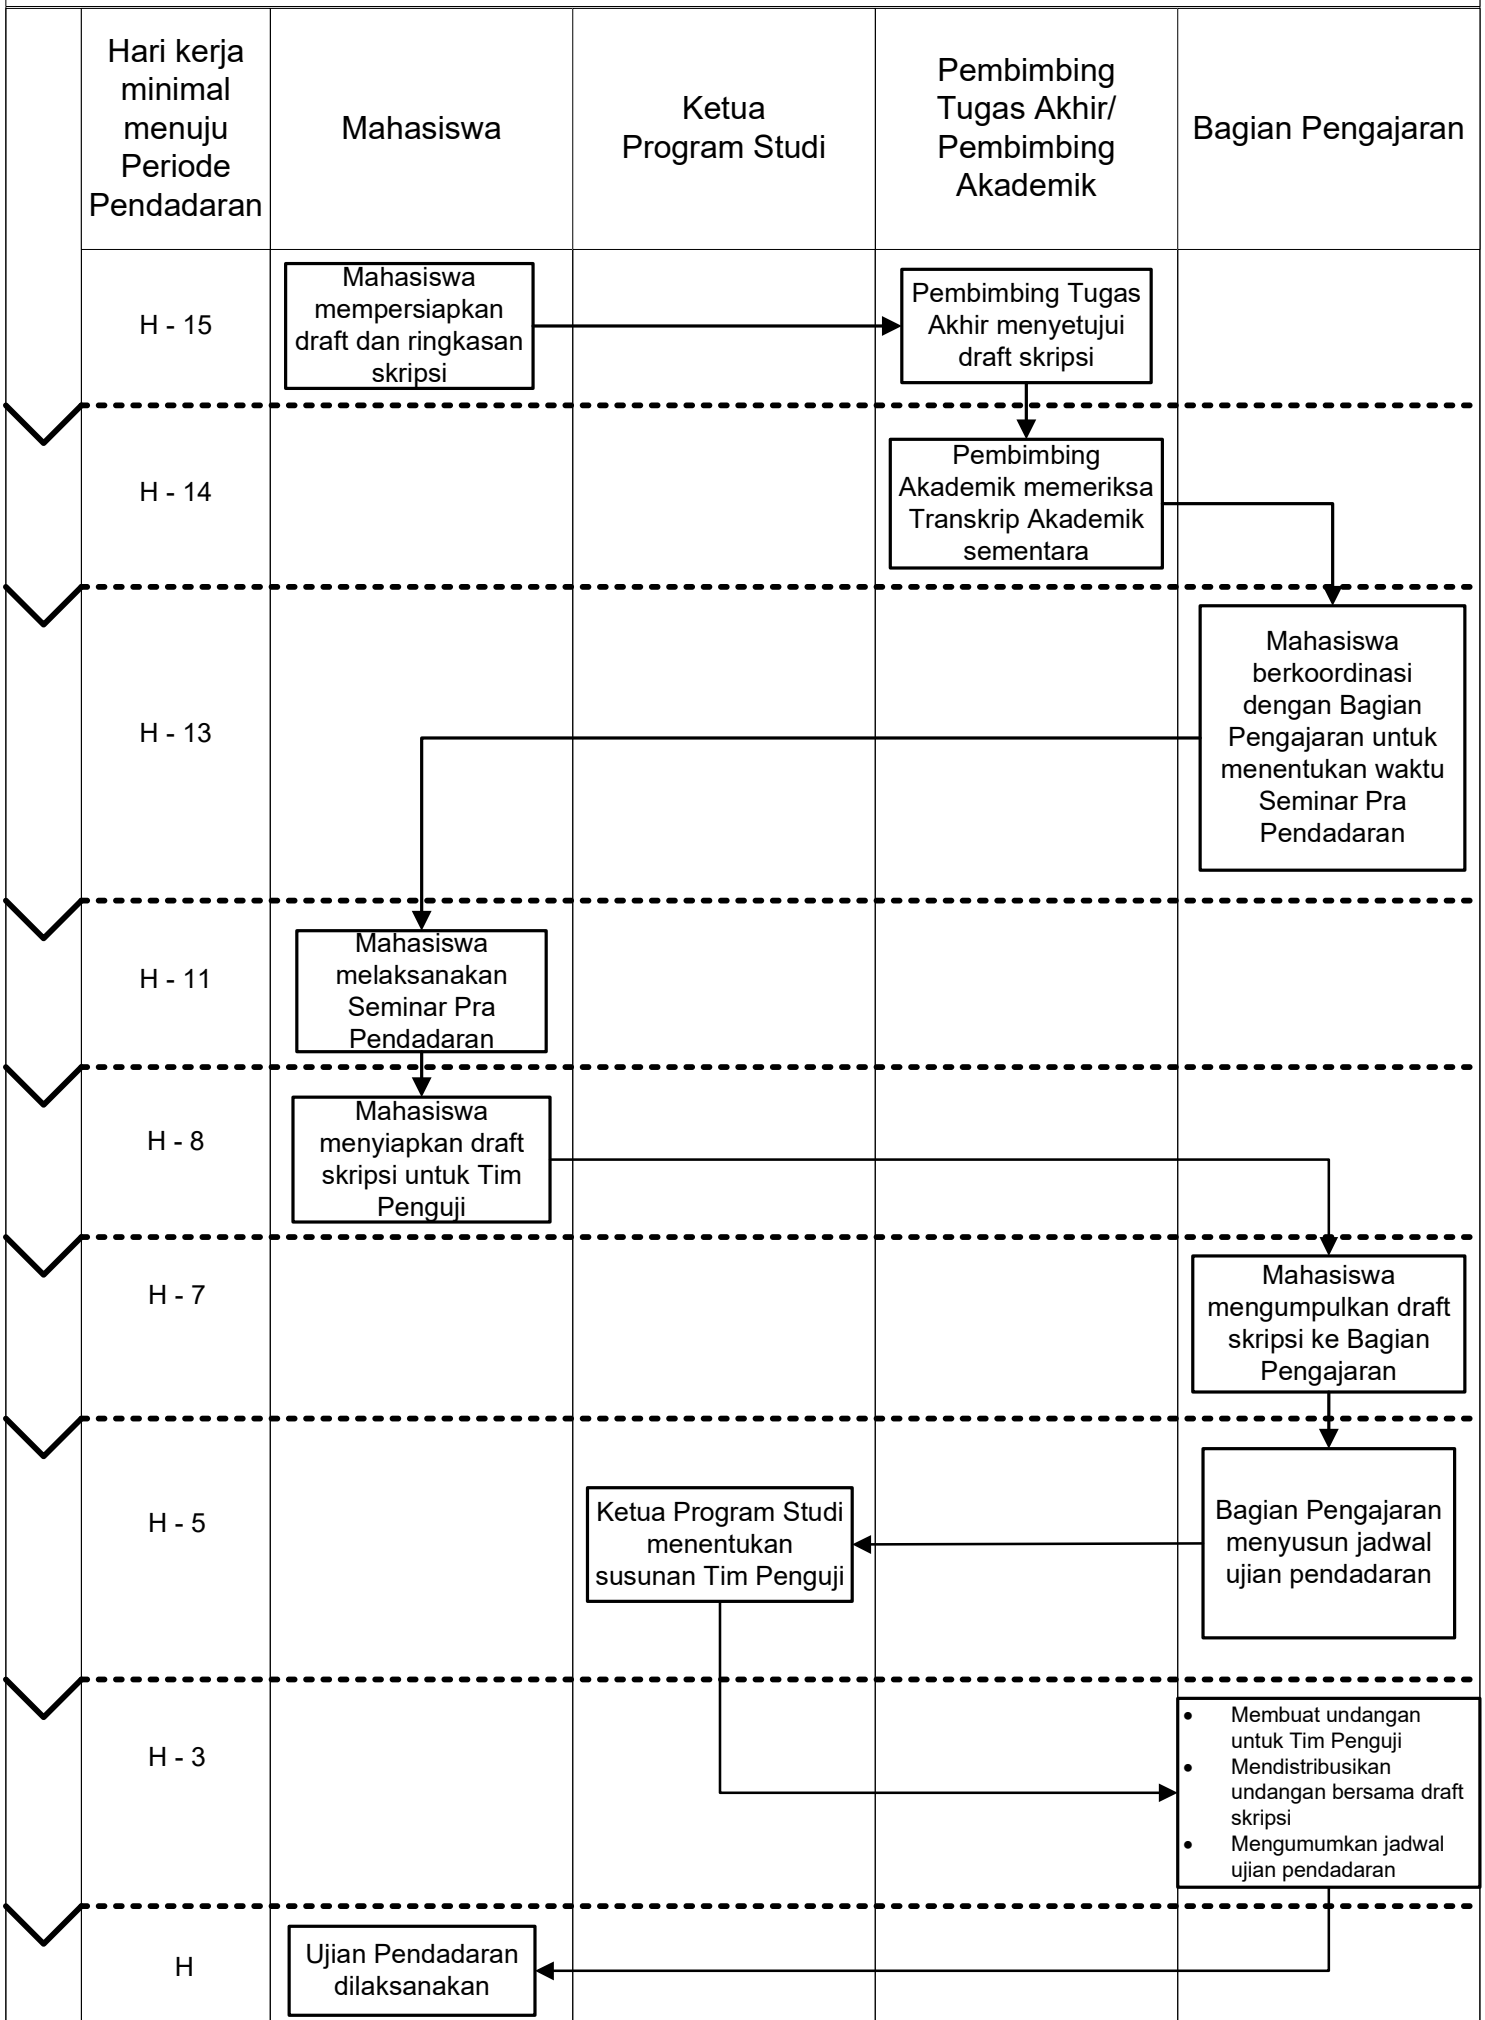 Hari kerja
minimal
menuju
Periode
Pendadaran
Mahasiswa
Ketua
Program Studi
Pembimbing
Tugas Akhir/
Pembimbing
Akademik
Bagian Pengajaran
H - 15
Mahasiswa
mempersiapkan
draft dan ringkasan
skripsi
Pembimbing Tugas
Akhir menyetujui
draft skripsi
H - 14
Pembimbing
Akademik memeriksa
Transkrip Akademik
sementara
H - 13
Mahasiswa
berkoordinasi
dengan Bagian
Pengajaran untuk
menentukan waktu
Seminar Pra
Pendadaran
H - 11
Mahasiswa
melaksanakan
Seminar Pra
Pendadaran
H - 8
Mahasiswa
menyiapkan draft
skripsi untuk Tim
Penguji
H - 7
Mahasiswa
mengumpulkan draft
skripsi ke Bagian
Pengajaran
H - 5
Ketua Program Studi
menentukan
susunan Tim Penguji
Bagian Pengajaran
menyusun jadwal
ujian pendadaran
H - 3
• Membuat undangan
untuk Tim Penguji
• Mendistribusikan
undangan bersama draft
skripsi
• Mengumumkan jadwal
ujian pendadaran
H
Ujian Pendadaran
dilaksanakan